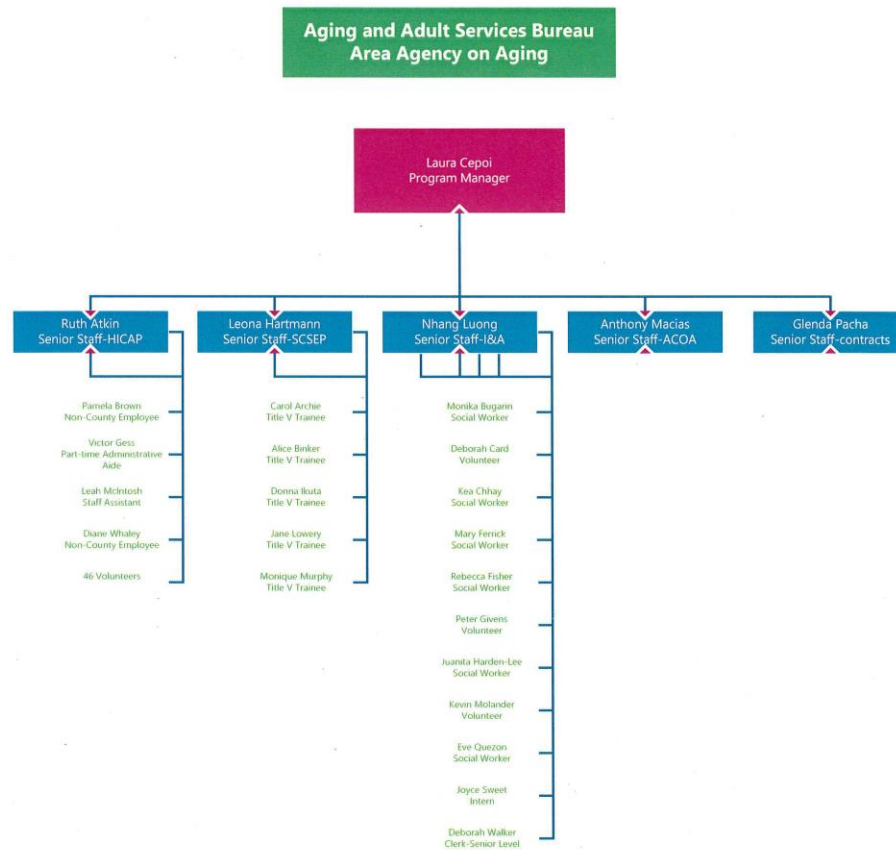 Aging and Adult Services Bureau
Area Agency on Aging
Laura Cepoi
Program Manager
Ruth Atkin
Senior Staff-HICAP
Leona Hartmann
Senior Staff-SCSEP
Nhang Luong
Senior Staff-I&A
Anthony Macias
Senior Staff-ACOA
Glenda Pacha
Senior Staff-contracts
Pamela Brown
Non-County Employee
Victor Gess
Part-time Administrative
Aide
Leah McIntosh
Staff Assistant
Diane Whaley
Non-County Employee
46 Volunteers
Carol Archie
Title V Trainee
Alice Binker
Title V Trainee
Donna Ikuta
Title V Trainee
Jane Lowery
Title V Trainee
Monique Murphy
Title V Trainee
Monika Bugarin
Social Worker
Deborah Card
Volunteer
Kea Chhay
Social Worker
Mary Ferrick
Social Worker
Rebecca Fisher
Social Worker
Peter Givens
Volunteer
Juanita Harden-Lee
Social Worker
Kevin Molander
Volunteer
Eve Quezon
Social Worker
Joyce Sweet
Intern
Deborah Walker
Clerk-Senior Level